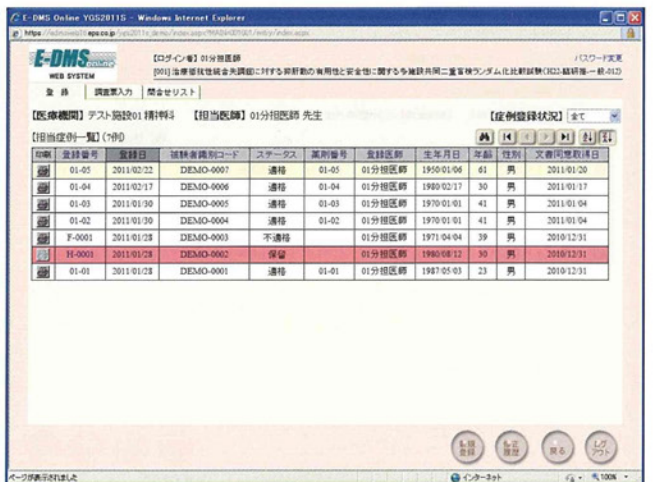 E-DMS Online YGS2011S - Windows Internet Explorer
E-DMS Online
WEB SYSTEM
【ログイン者】01分担医師
パスワード変更
[001]治療抵抗性統合失調症に対する抑肝散の有用性と安全性に関する多施設共同二重盲検ランダム化比較試験(H22-臨研推-一般-012)
登 録 調査票入力 問合せリスト
【医療機関】テスト施設01 精神科 【担当医師】01分担医師 先生 【症例登録状況】 全て
[担当症例一覧](7例)
印刷 登録番号 登録日 被験者識別コード ステータス 薬剤番号 登録医師 生年月日 年齢 性別 文書同意取得日
01-05 2011/02/22 DEMO-0007 適格 01-05 01分担医師 1950/01/06 61 男 2011/01/20
01-04 2011/02/17 DEMO-0006 適格 01-04 01分担医師 1980/02/17 30 男 2011/01/17
01-03 2011/01/30 DEMO-0005 適格 01-03 01分担医師 1970/01/01 41 男 2011/01/04
01-02 2011/01/30 DEMO-0004 適格 01-02 01分担医師 1970/01/01 41 男 2011/01/04
F-0001 2011/01/28 DEMO-0003 不適格 01分担医師 1971/04/04 39 男 2010/12/31
H-0001 2011/01/28 DEMO-0002 保留 01分担医師 1980/08/12 30 男 2010/12/31
01-01 2011/01/28 DEMO-0001 適格 01-01 01分担医師 1987/05/03 23 男 2010/12/31
新規登録 修正履歴 戻る ログアウト
ページが表示されました インターネット 100%